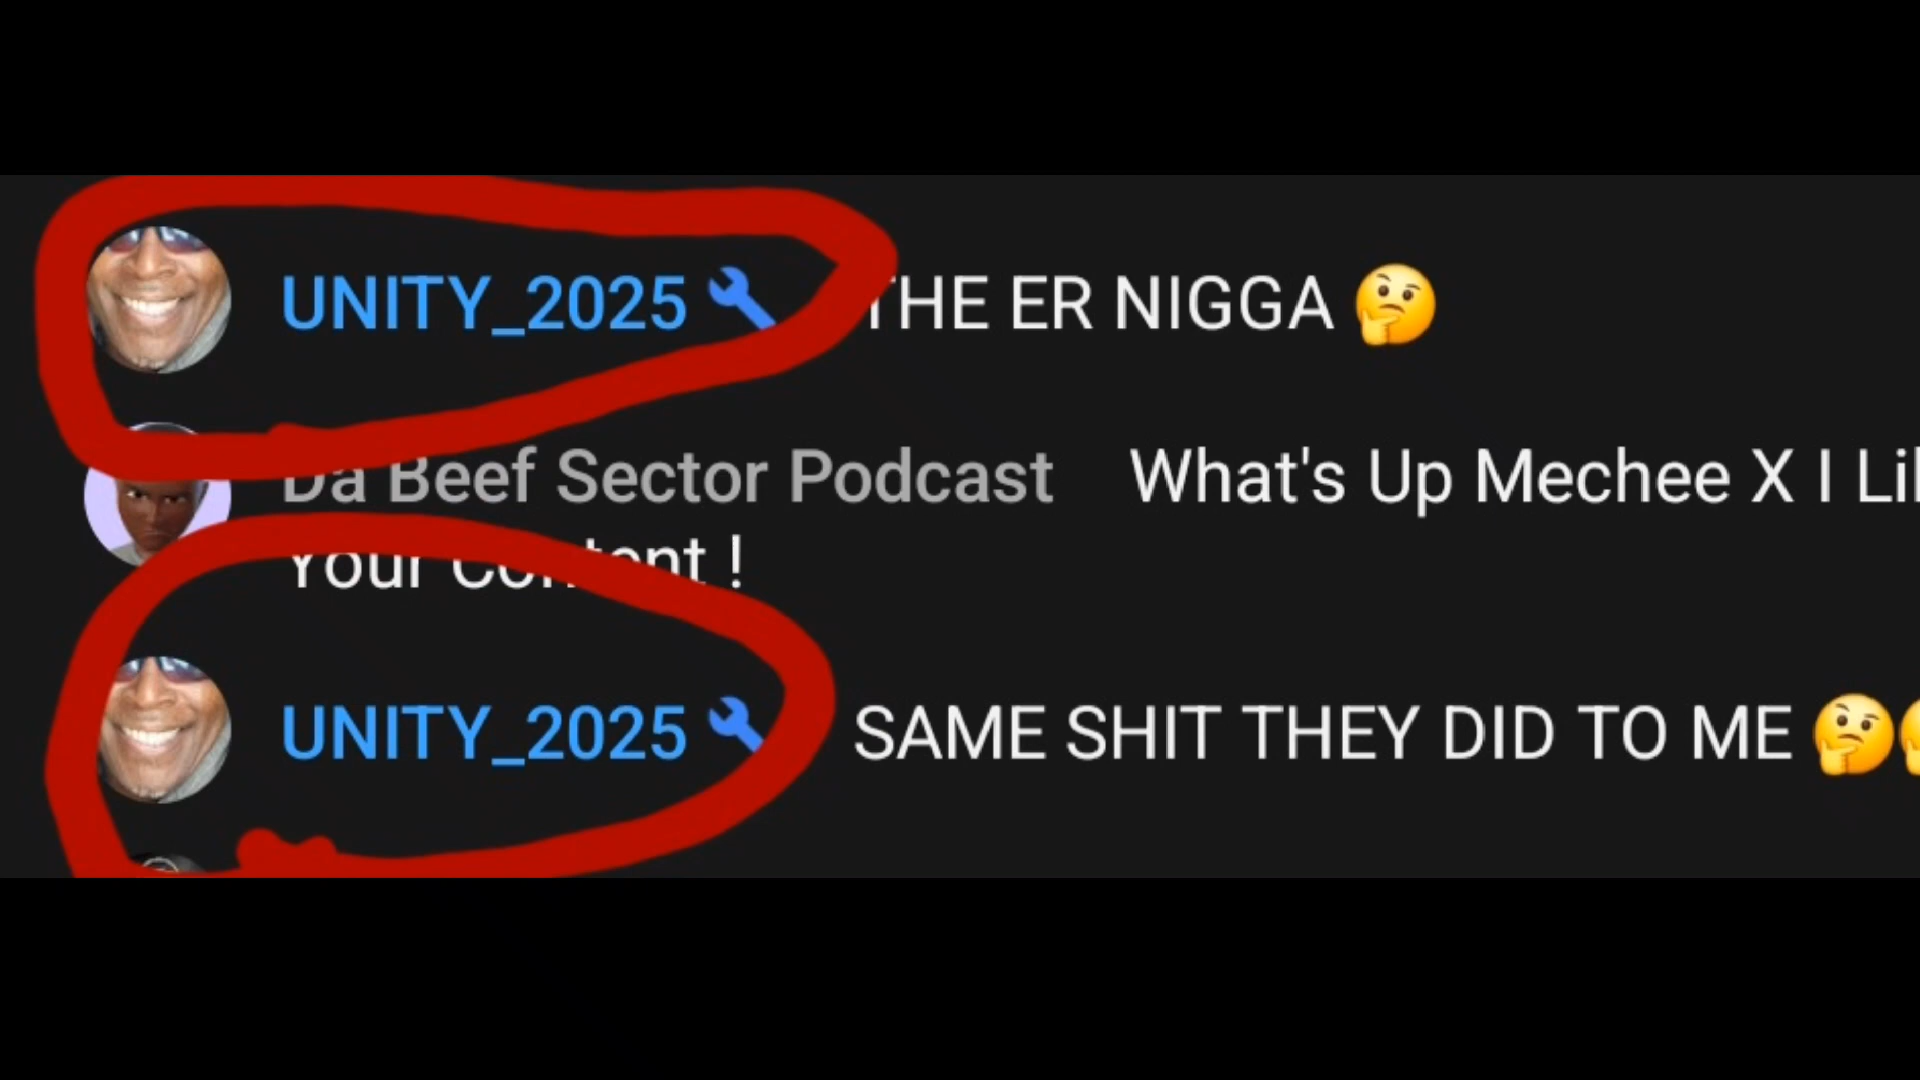 UNITY_2025 THE ER NIGGA 🤔
Da Beef Sector Podcast What's Up Mechee X I
Your Content !
UNITY_2025 SAME SHIT THEY DID TO ME 🤔